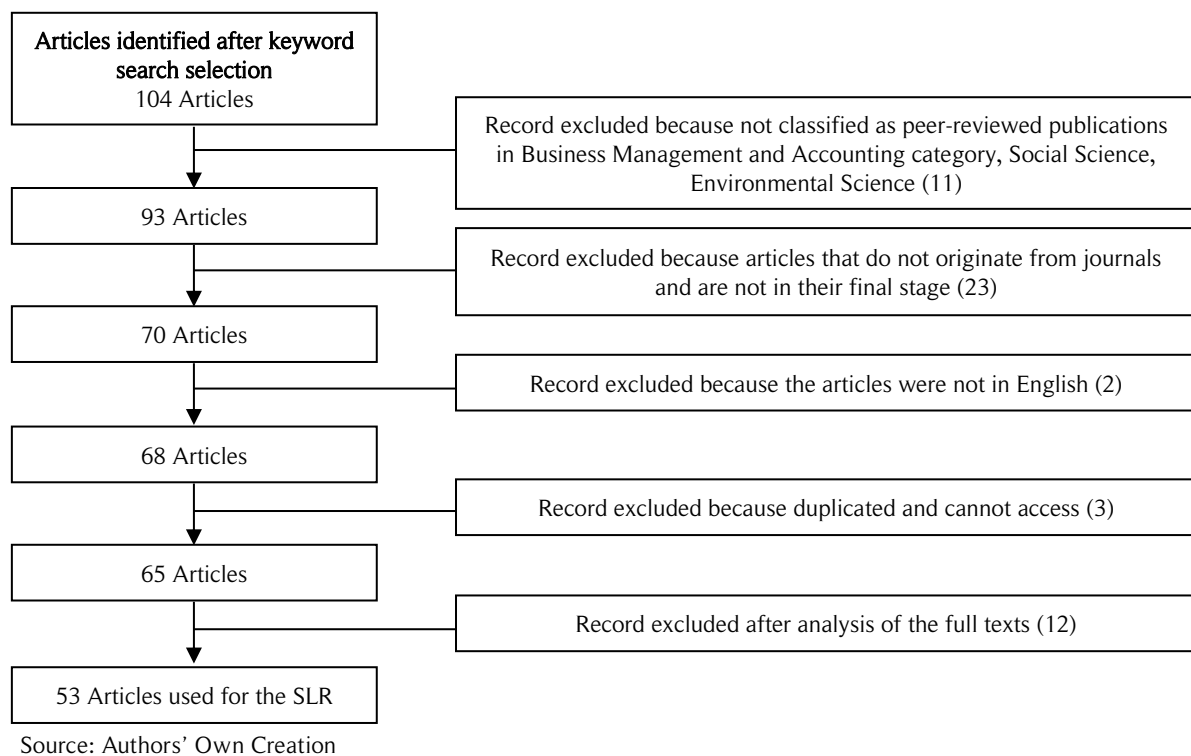 Articles identified after keyword
search selection
104 Articles
Record excluded because not classified as peer-reviewed publications
in Business Management and Accounting category, Social Science,
Environmental Science (11)
93 Articles
Record excluded because articles that do not originate from journals
and are not in their final stage (23)
70 Articles
Record excluded because the articles were not in English (2)
68 Articles
Record excluded because duplicated and cannot access (3)
65 Articles
Record excluded after analysis of the full texts (12)
53 Articles used for the SLR
Source: Authors' Own Creation